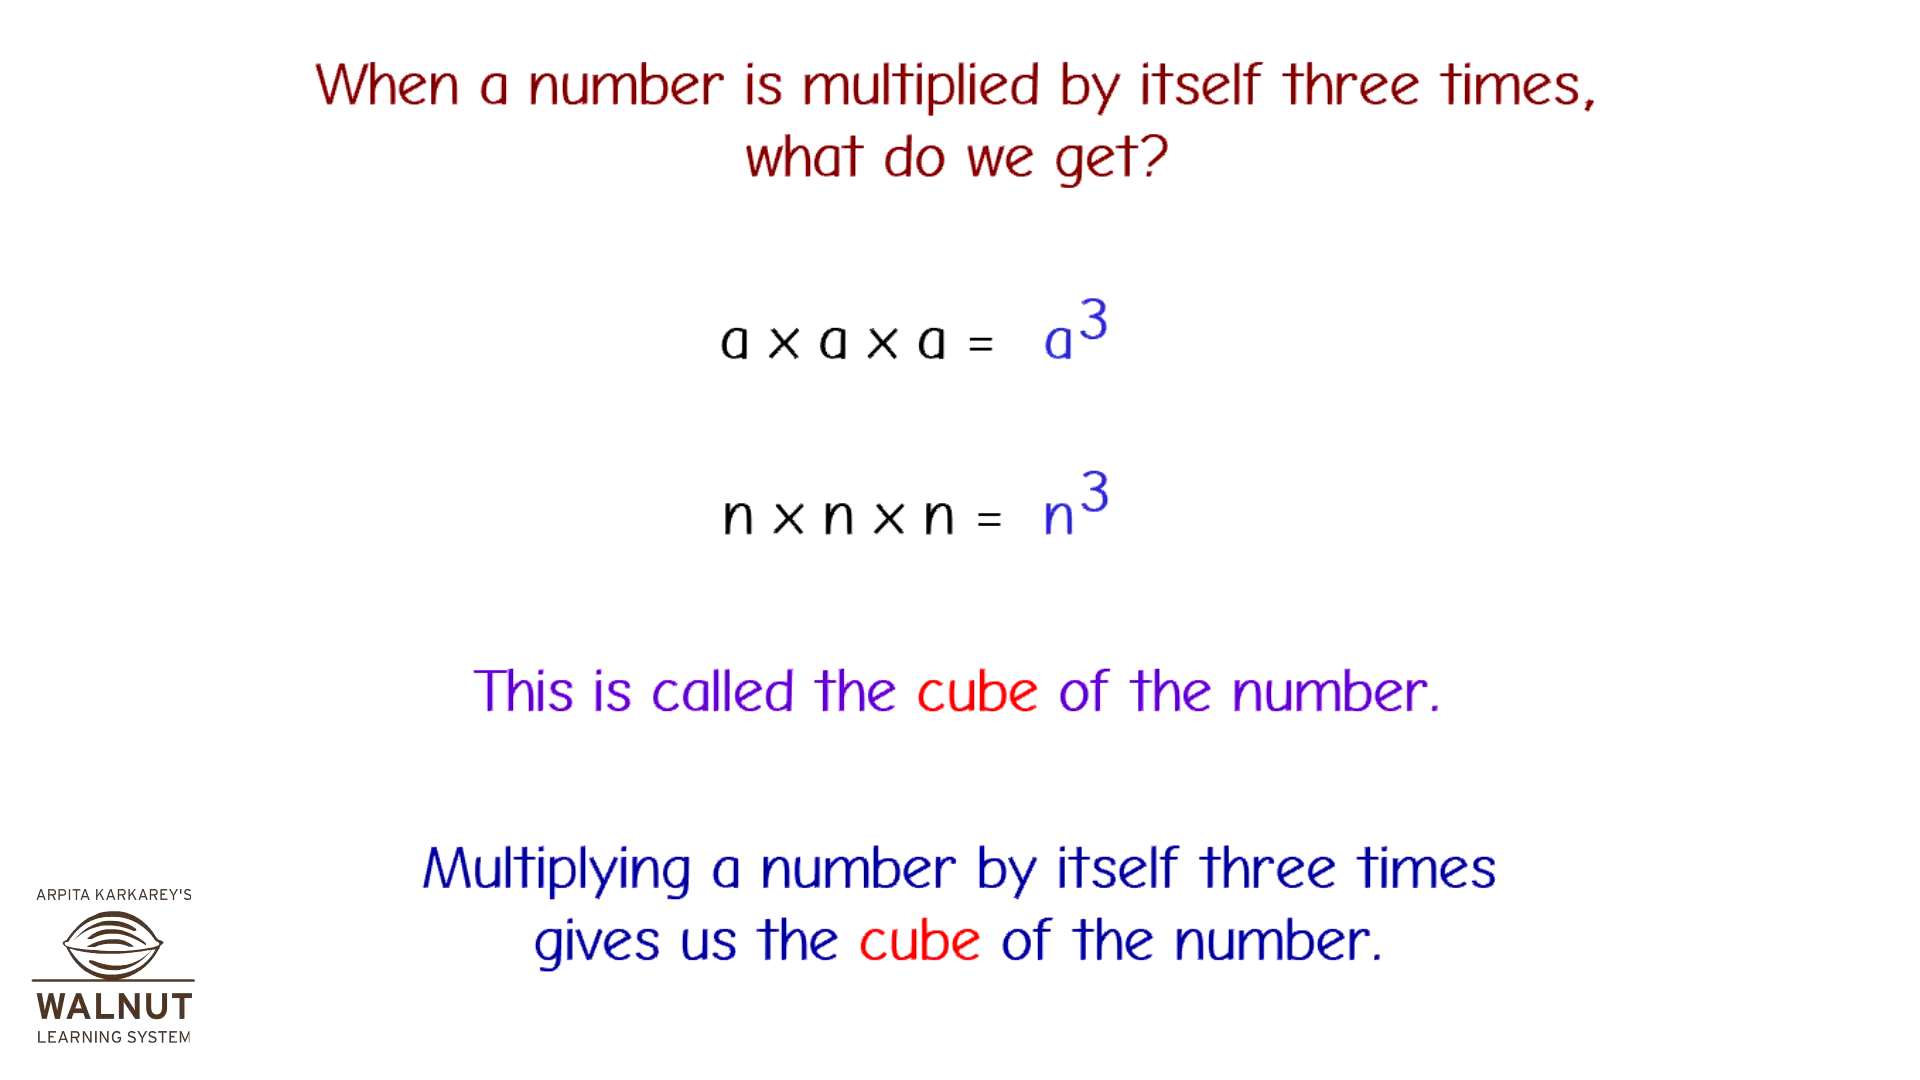 When a number is multiplied by itself three times,
what do we get?
a × a × a = a³
n × n × n = n³
This is called the cube of the number.
Multiplying a number by itself three times
gives us the cube of the number.
ARPITA KARKAREY'S
WALNUT
LEARNING SYSTEM